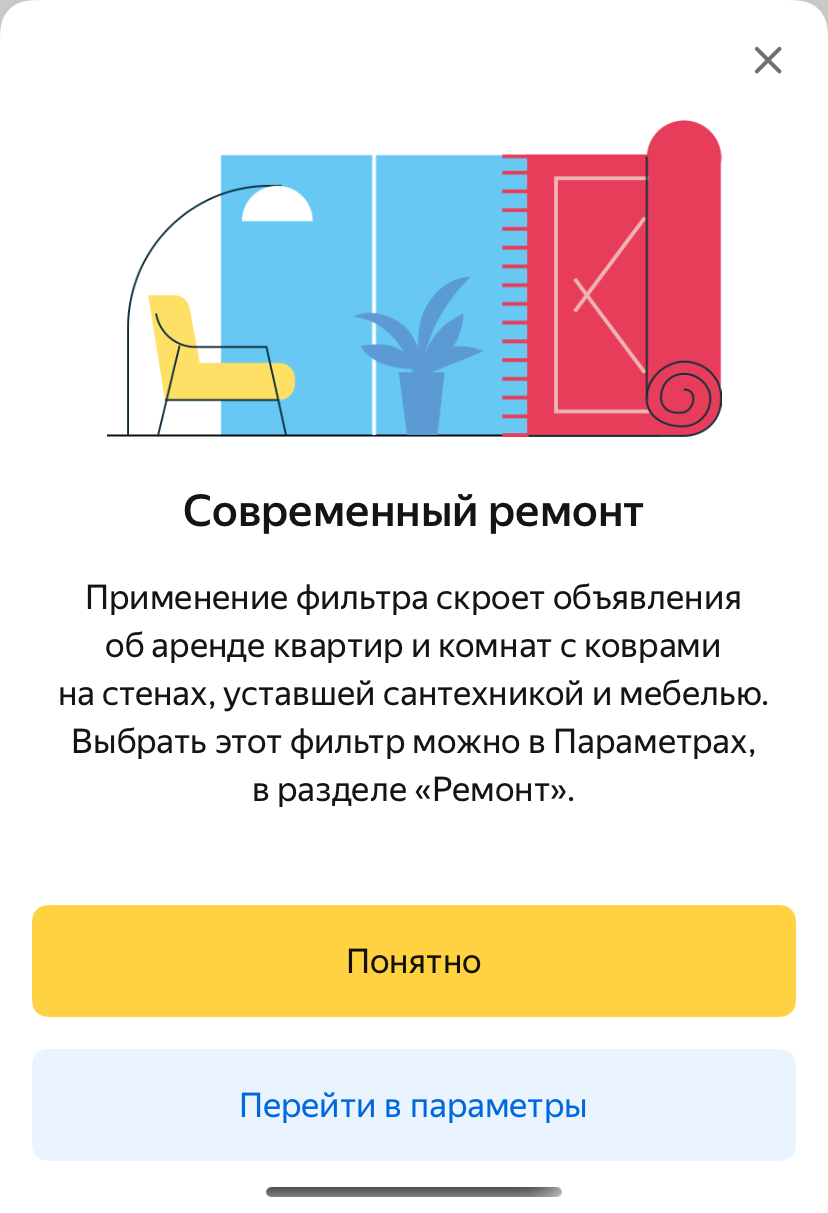 Современный ремонт
Применение фильтра скроет объявления
об аренде квартир и комнат с коврами
на стенах, уставшей сантехникой и мебелью.
Выбрать этот фильтр можно в Параметрах,
в разделе «Ремонт».
Понятно
Перейти в параметры